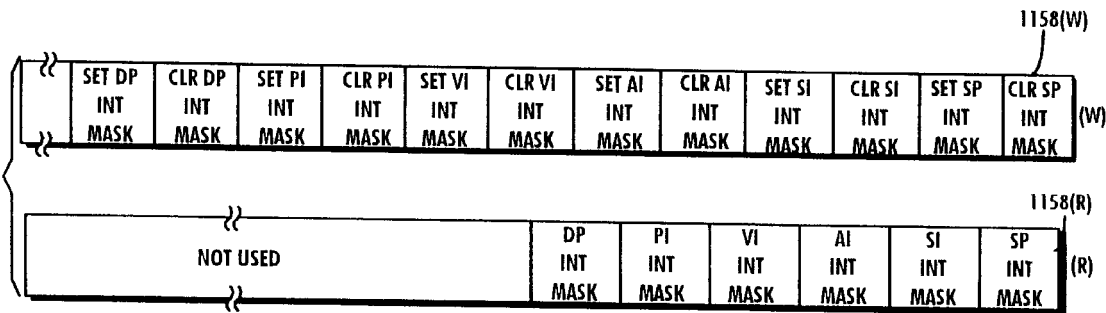 1158(W)
SET DP INT MASK
CLR DP INT MASK
SET PI INT MASK
CLR PI INT MASK
SET VI INT MASK
CLR VI INT MASK
SET AI INT MASK
CLR AI INT MASK
SET SI INT MASK
CLR SI INT MASK
SET SP INT MASK
CLR SP INT MASK
(W)
1158(R)
NOT USED
DP INT MASK
PI INT MASK
VI INT MASK
AI INT MASK
SI INT MASK
SP INT MASK
(R)